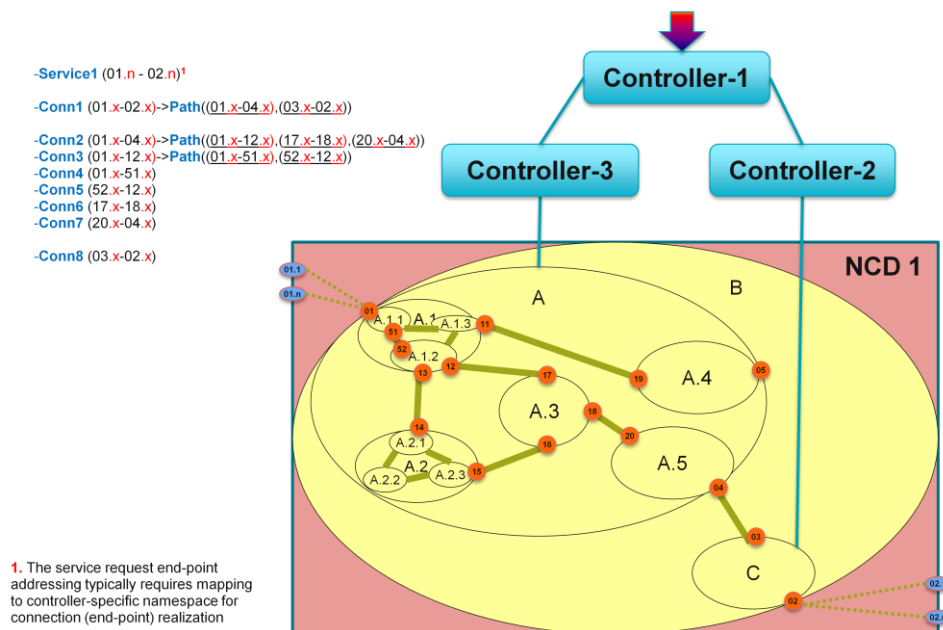 Controller-1
-Service1 (01.n - 02.n)1
-Conn1 (01.x-02.x)->Path((01.x-04.x),(03.x-02.x))
-Conn2 (01.x-04.x)->Path((01.x-12.x),(17.x-18.x),(20.x-04.x))
-Conn3 (01.x-12.x)->Path((01.x-51.x),(52.x-12.x))
-Conn4 (01.x-51.x)
-Conn5 (52.x-12.x)
-Conn6 (17.x-18.x)
-Conn7 (20.x-04.x)
-Conn8 (03.x-02.x)
Controller-3
Controller-2
NCD 1
01.1
01.n
A
B
01
A.1.1
A.1
A.1.3
11
51
52
A.1.2
12
13
17
19
A.4
05
A.3
18
14
20
16
A.2.1
A.2
A.2.2
A.2.3
15
A.5
04
03
C
02
1. The service request end-point
addressing typically requires mapping
to controller-specific namespace for
connection (end-point) realization